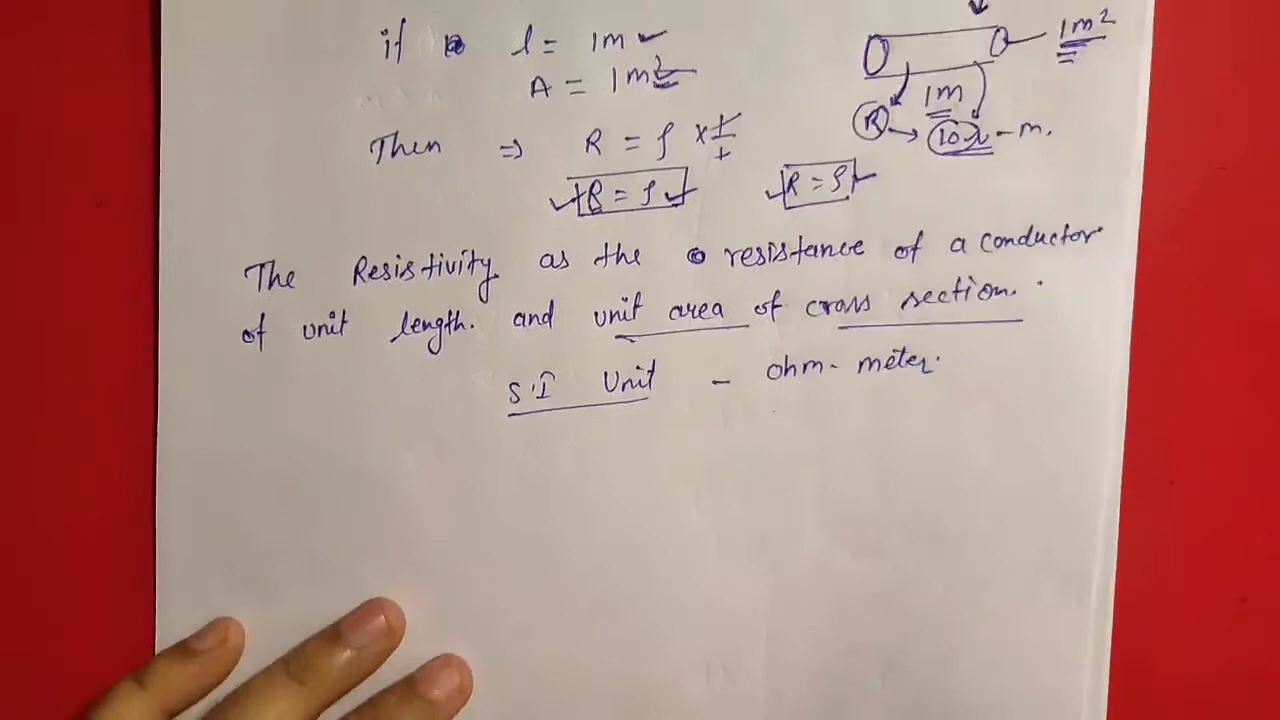 if l = 1m
A = 1m²
1m²
1m
R
10Ω - m.
Then ⇒ R = ρ × 1/1
R = ρ
R = ρ
The Resistivity as the resistance of a conductor.
of unit length. and unit area of cross section.
S.I Unit - ohm-meter.